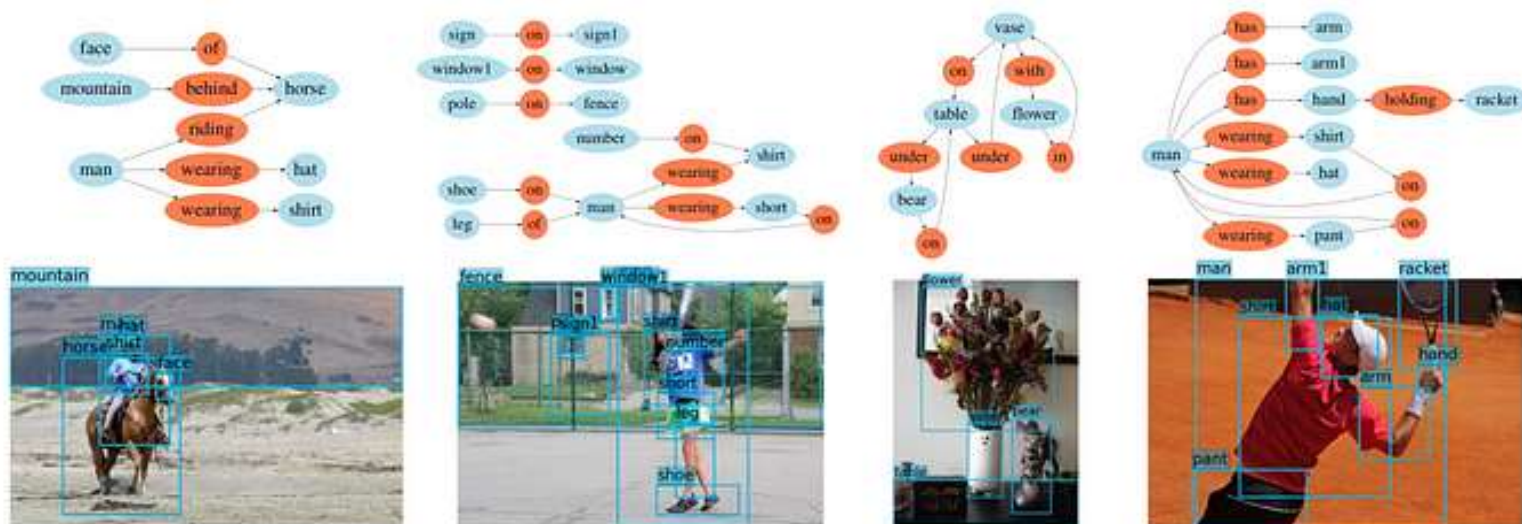 face of horse
mountain behind
riding
man wearing hat
wearing shirt
sign on sign1
window1 on window
pole on fence
number on shirt
wearing
shoe on man wearing short on
leg of
vase
on with
table flower
under under in
bear
on
has arm
has arm1
has hand holding racket
man wearing shirt
wearing hat
on
on
wearing pant
mountain
hat
shirt
horse
face
fence window1
sign1
number
short
leg
shoe
flower
bear
man arm1 racket
hat
hand
arm
pant